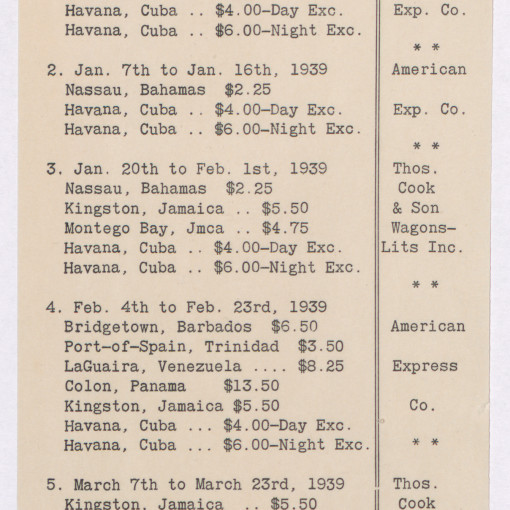 Havana, Cuba .. $4.00-Day Exc. Exp. Co.
Havana, Cuba .. $6.00-Night Exc.
* *
2. Jan. 7th to Jan. 16th, 1939 American
Nassau, Bahamas $2.25
Havana, Cuba .. $4.00-Day Exc. Exp. Co.
Havana, Cuba .. $6.00-Night Exc.
* *
3. Jan. 20th to Feb. 1st, 1939 Thos.
Nassau, Bahamas $2.25 Cook
Kingston, Jamaica .. $5.50 & Son
Montego Bay, Jmca .. $4.75 Wagons-
Havana, Cuba .. $4.00-Day Exc. Lits Inc.
Havana, Cuba .. $6.00-Night Exc.
* *
4. Feb. 4th to Feb. 23rd, 1939
Bridgetown, Barbados $6.50 American
Port-of-Spain, Trinidad $3.50
LaGuaira, Venezuela .... $8.25 Express
Colon, Panama $13.50
Kingston, Jamaica $5.50 Co.
Havana, Cuba ... $4.00-Day Exc.
Havana, Cuba ... $6.00-Night Exc. * *
5. March 7th to March 23rd, 1939 Thos.
Kingston, Jamaica .. $5.50 Cook